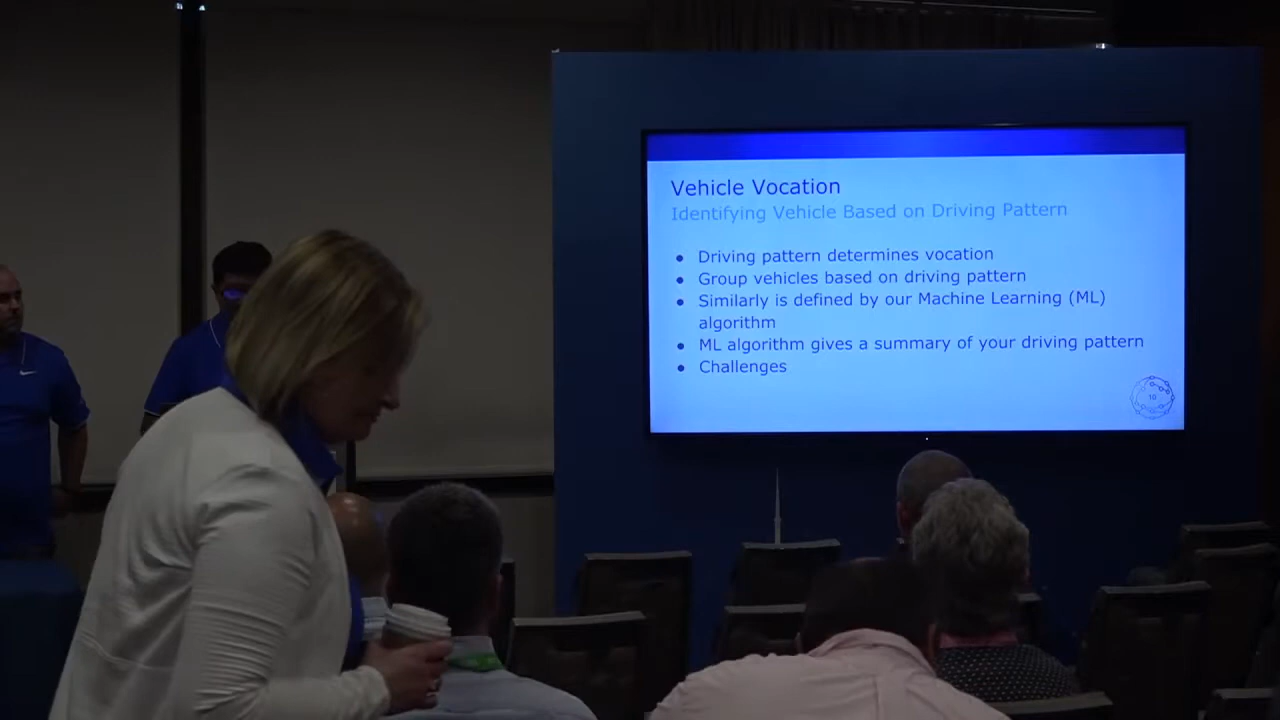 Vehicle Vocation
Identifying Vehicle Based on Driving Pattern
● Driving pattern determines vocation
● Group vehicles based on driving pattern
● Similarly is defined by our Machine Learning (ML)
algorithm
● ML algorithm gives a summary of your driving pattern
● Challenges
10